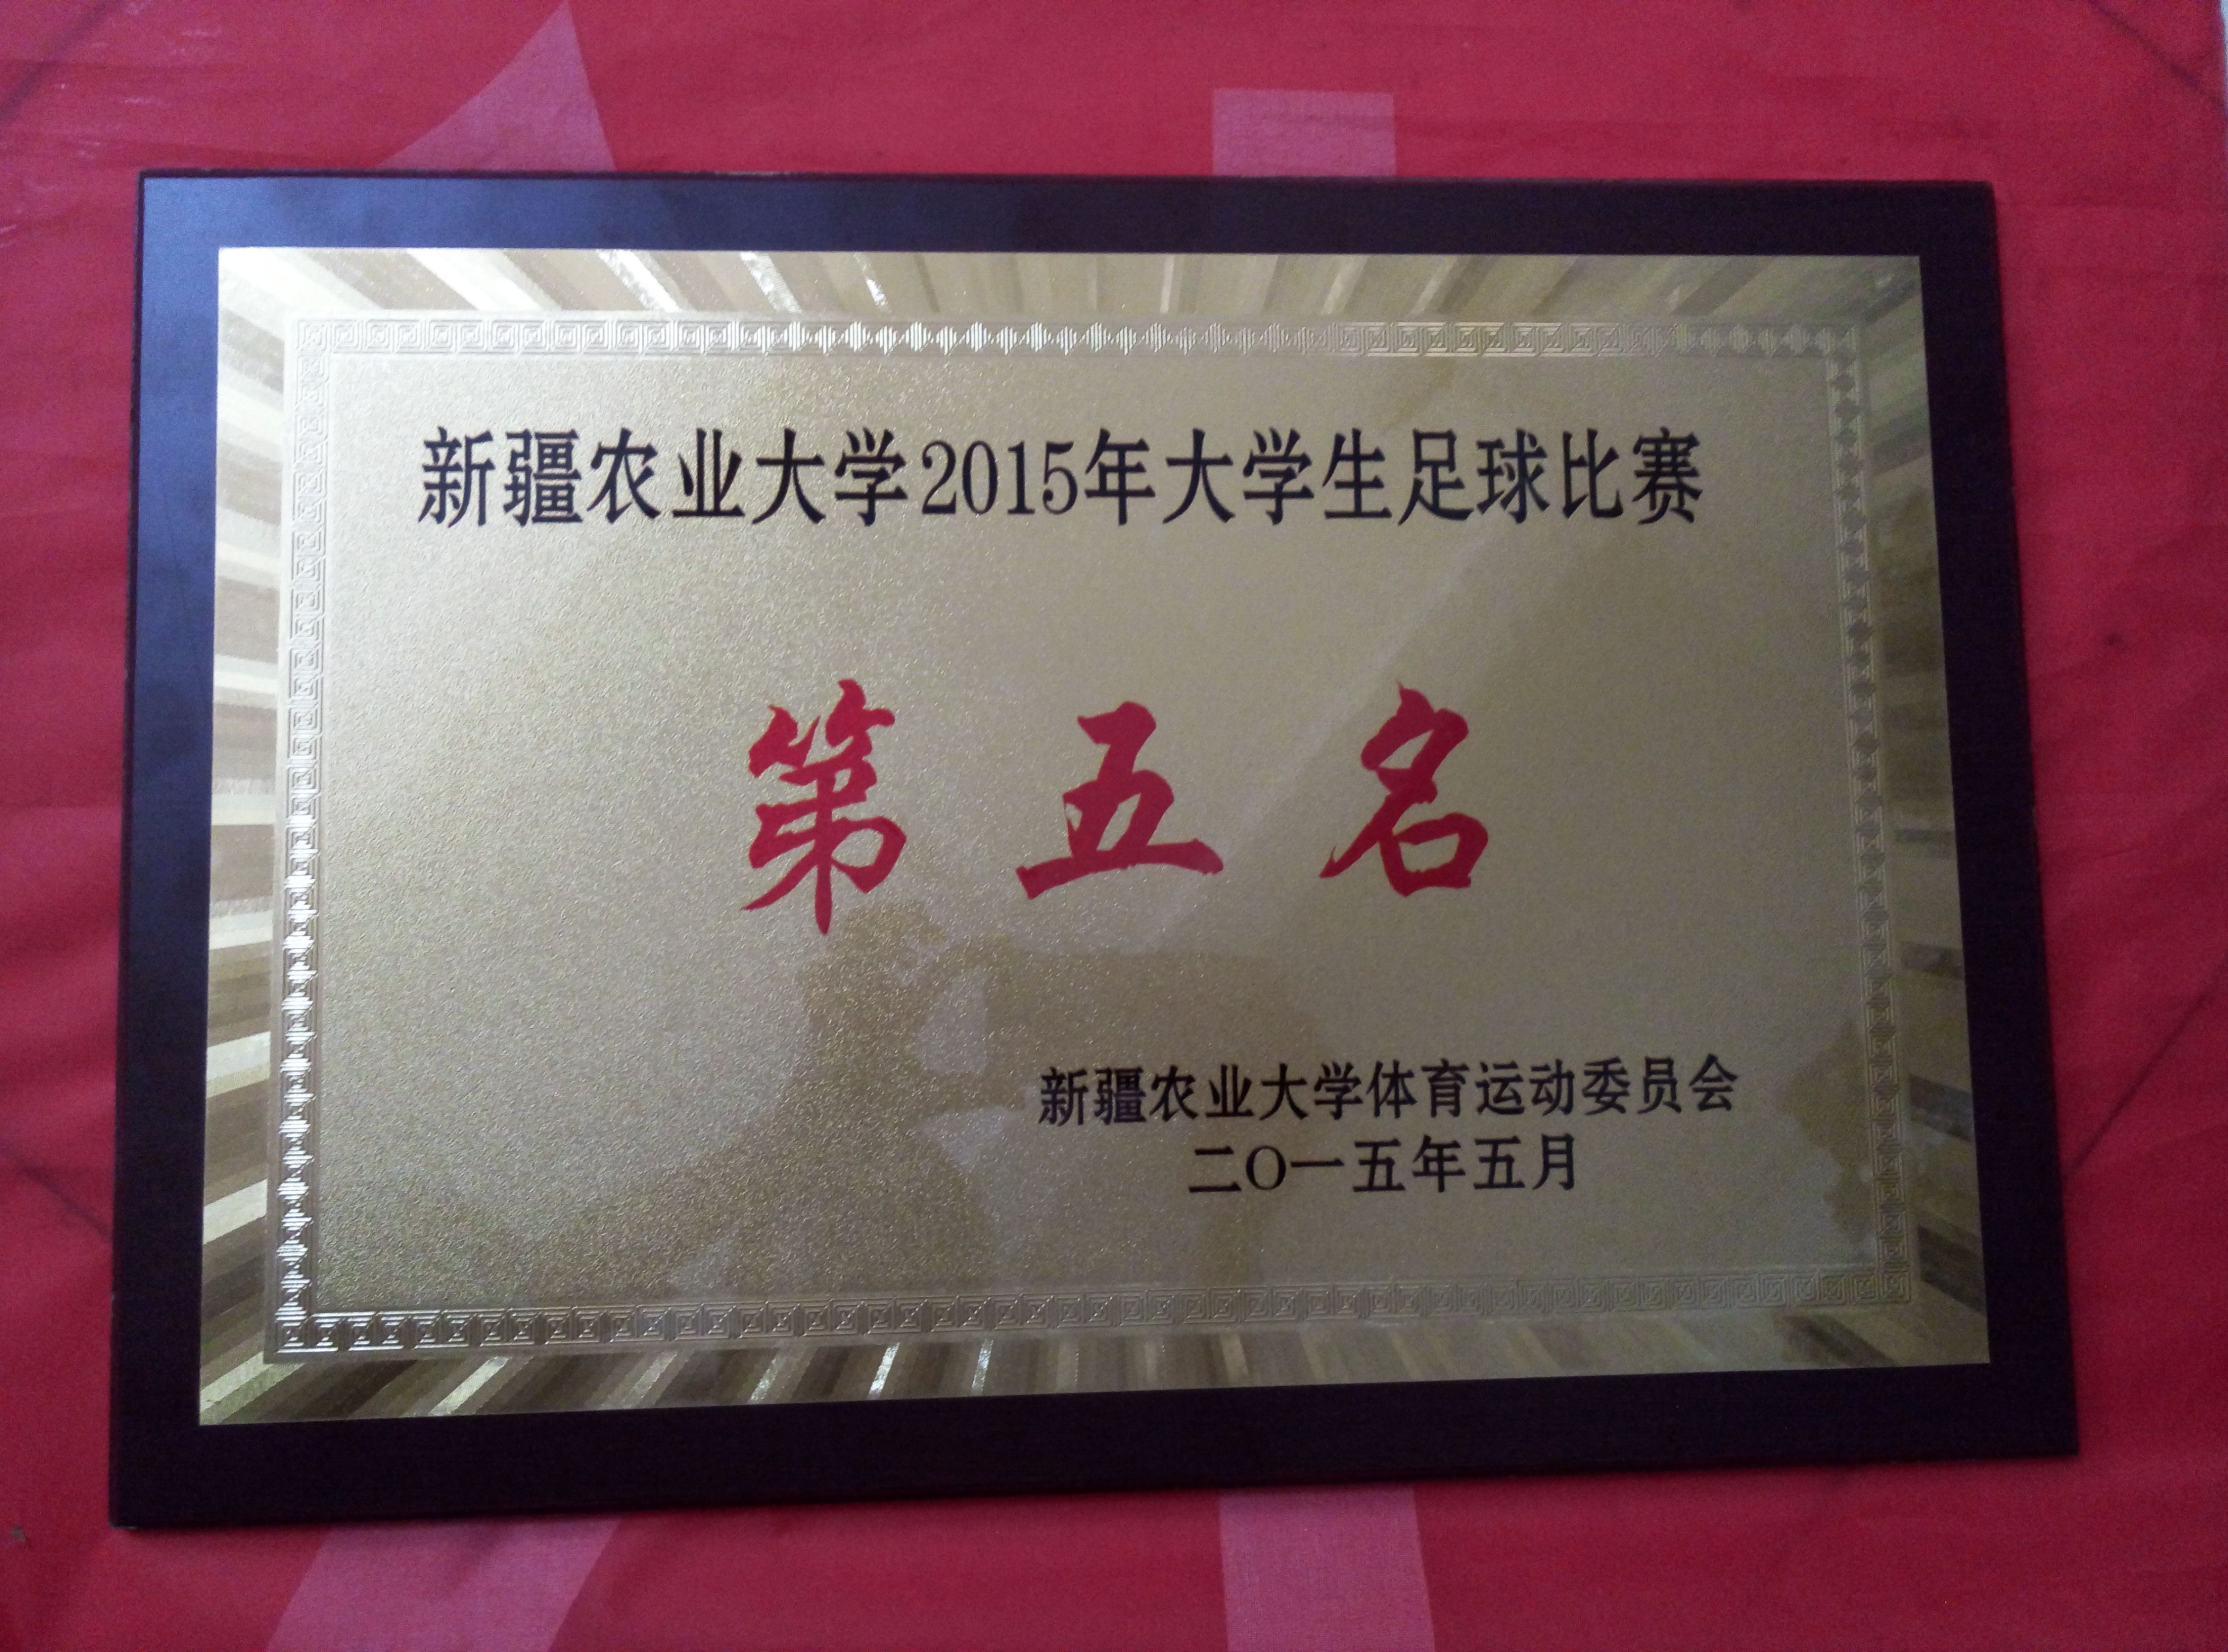 新疆农业大学2015年大学生足球比赛
第五名
新疆农业大学体育运动委员会
二〇一五年五月